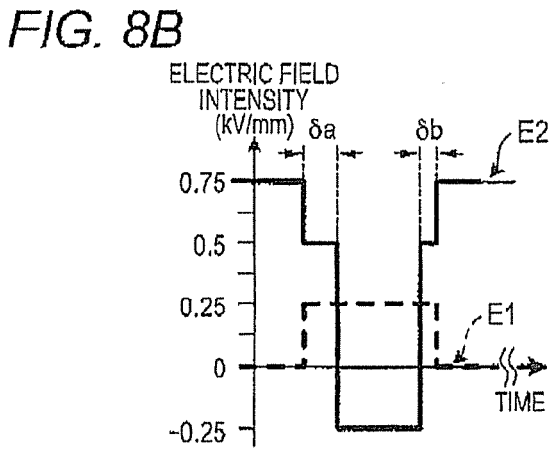 FIG. 8B
ELECTRIC FIELD
INTENSITY
(kV/mm)
δa
δb
E2
0.75
0.5
0.25
E1
0
TIME
-0.25